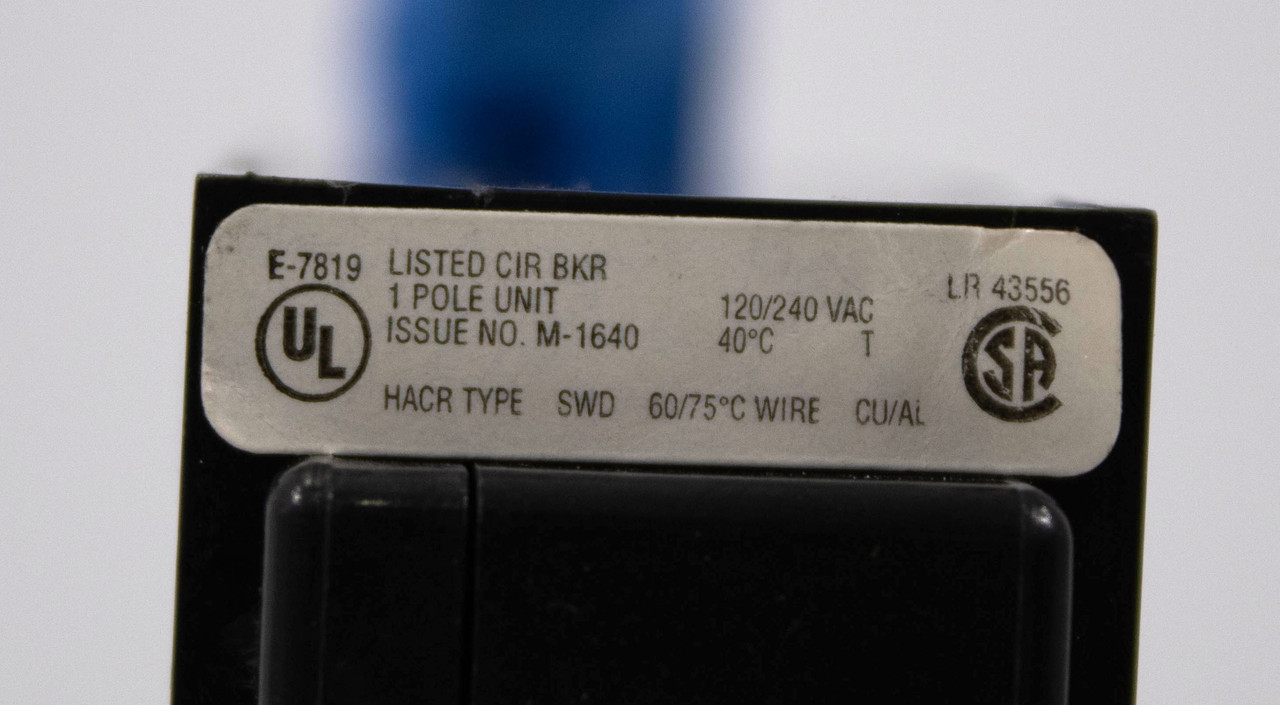 E-7819 LISTED CIR BKR
1 POLE UNIT 120/240 VAC LR 43556
ISSUE NO. M-1640 40°C T
UL SA
HACR TYPE SWD 60/75°C WIRE CU/AL